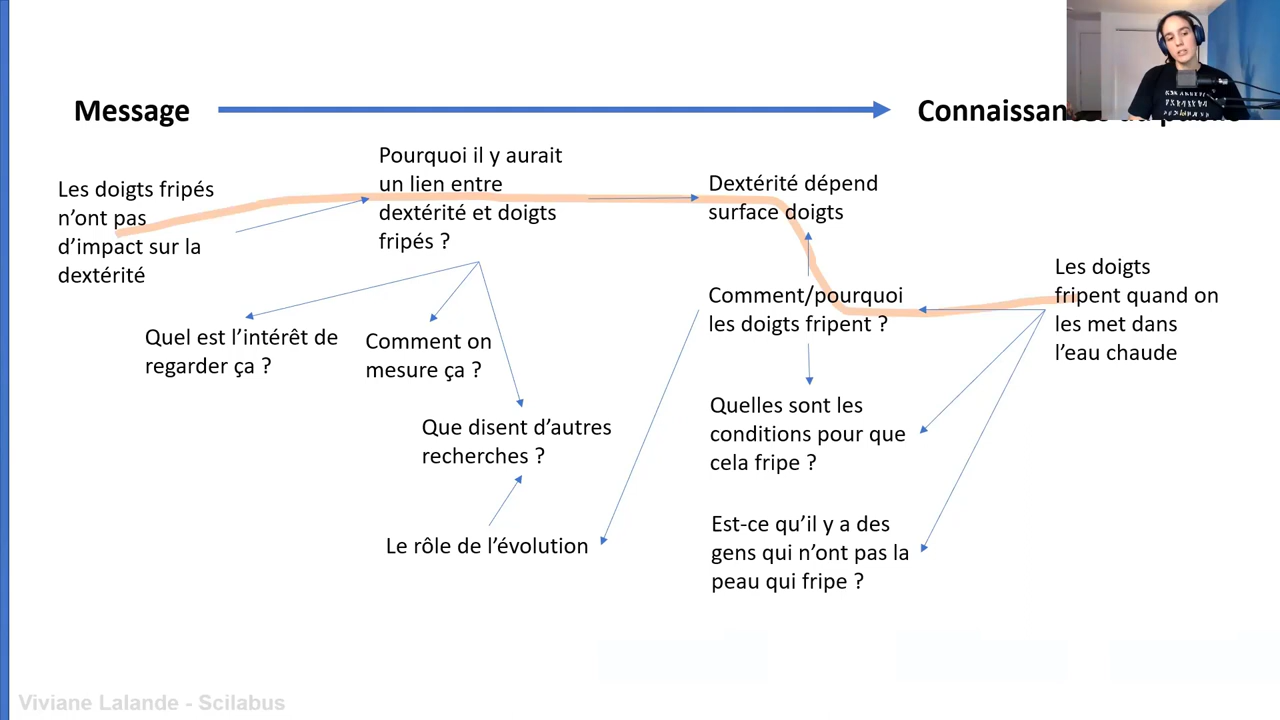 Message
Les doigts fripés
n'ont pas
d'impact sur la
dextérité
Pourquoi il y aurait
un lien entre
dextérité et doigts
fripés ?
Dextérité dépend
surface doigts
Comment/pourquoi
les doigts fripent ?
Les doigts
fripent quand on
les met dans
l'eau chaude
Quel est l'intérêt de
regarder ça ?
Comment on
mesure ça ?
Que disent d'autres
recherches ?
Quelles sont les
conditions pour que
cela fripe ?
Le rôle de l'évolution
Est-ce qu'il y a des
gens qui n'ont pas la
peau qui fripe ?
Viviane Lalande - Scilabus